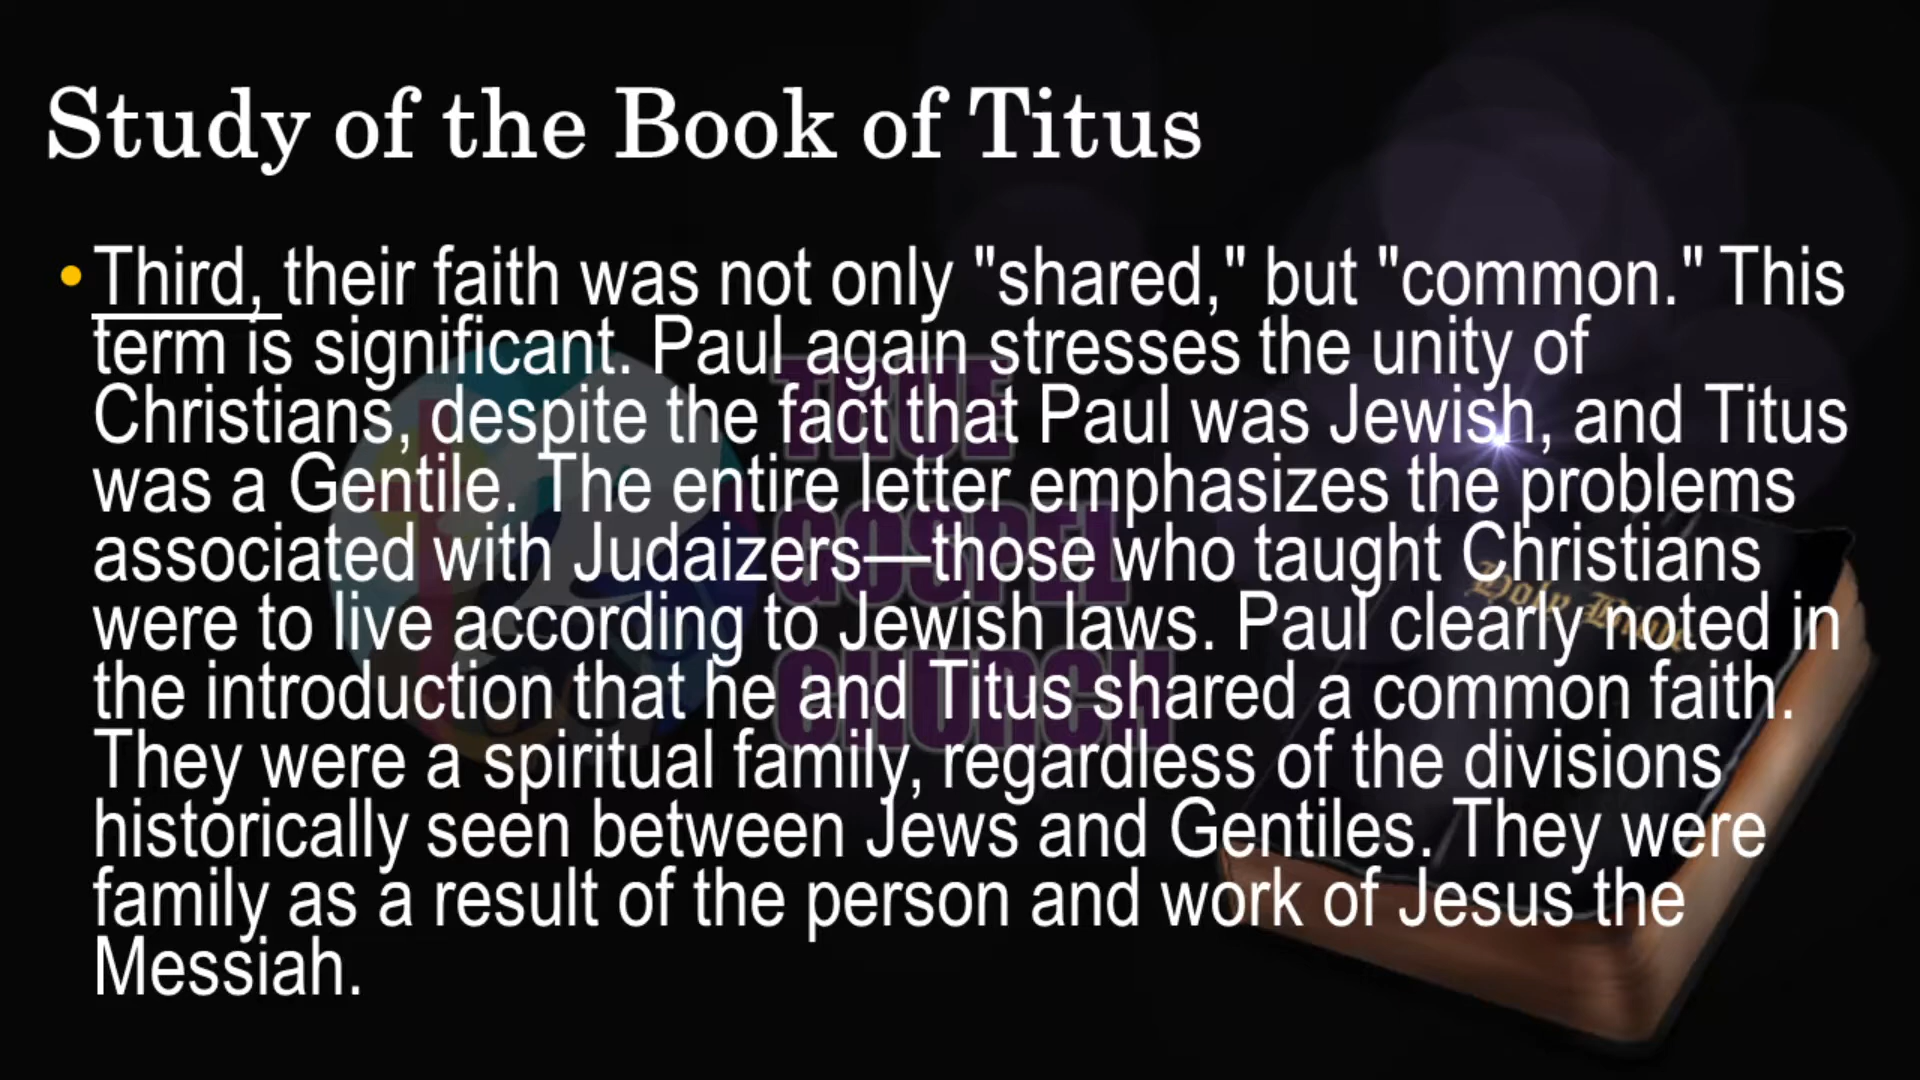 Study of the Book of Titus
• Third, their faith was not only "shared," but "common." This
term is significant. Paul again stresses the unity of
Christians, despite the fact that Paul was Jewish, and Titus
was a Gentile. The entire letter emphasizes the problems
associated with Judaizers—those who taught Christians
were to live according to Jewish laws. Paul clearly noted in
the introduction that he and Titus shared a common faith.
They were a spiritual family, regardless of the divisions
historically seen between Jews and Gentiles. They were
family as a result of the person and work of Jesus the
Messiah.
TRUE
GOSPEL
CHURCH
Holy Bible